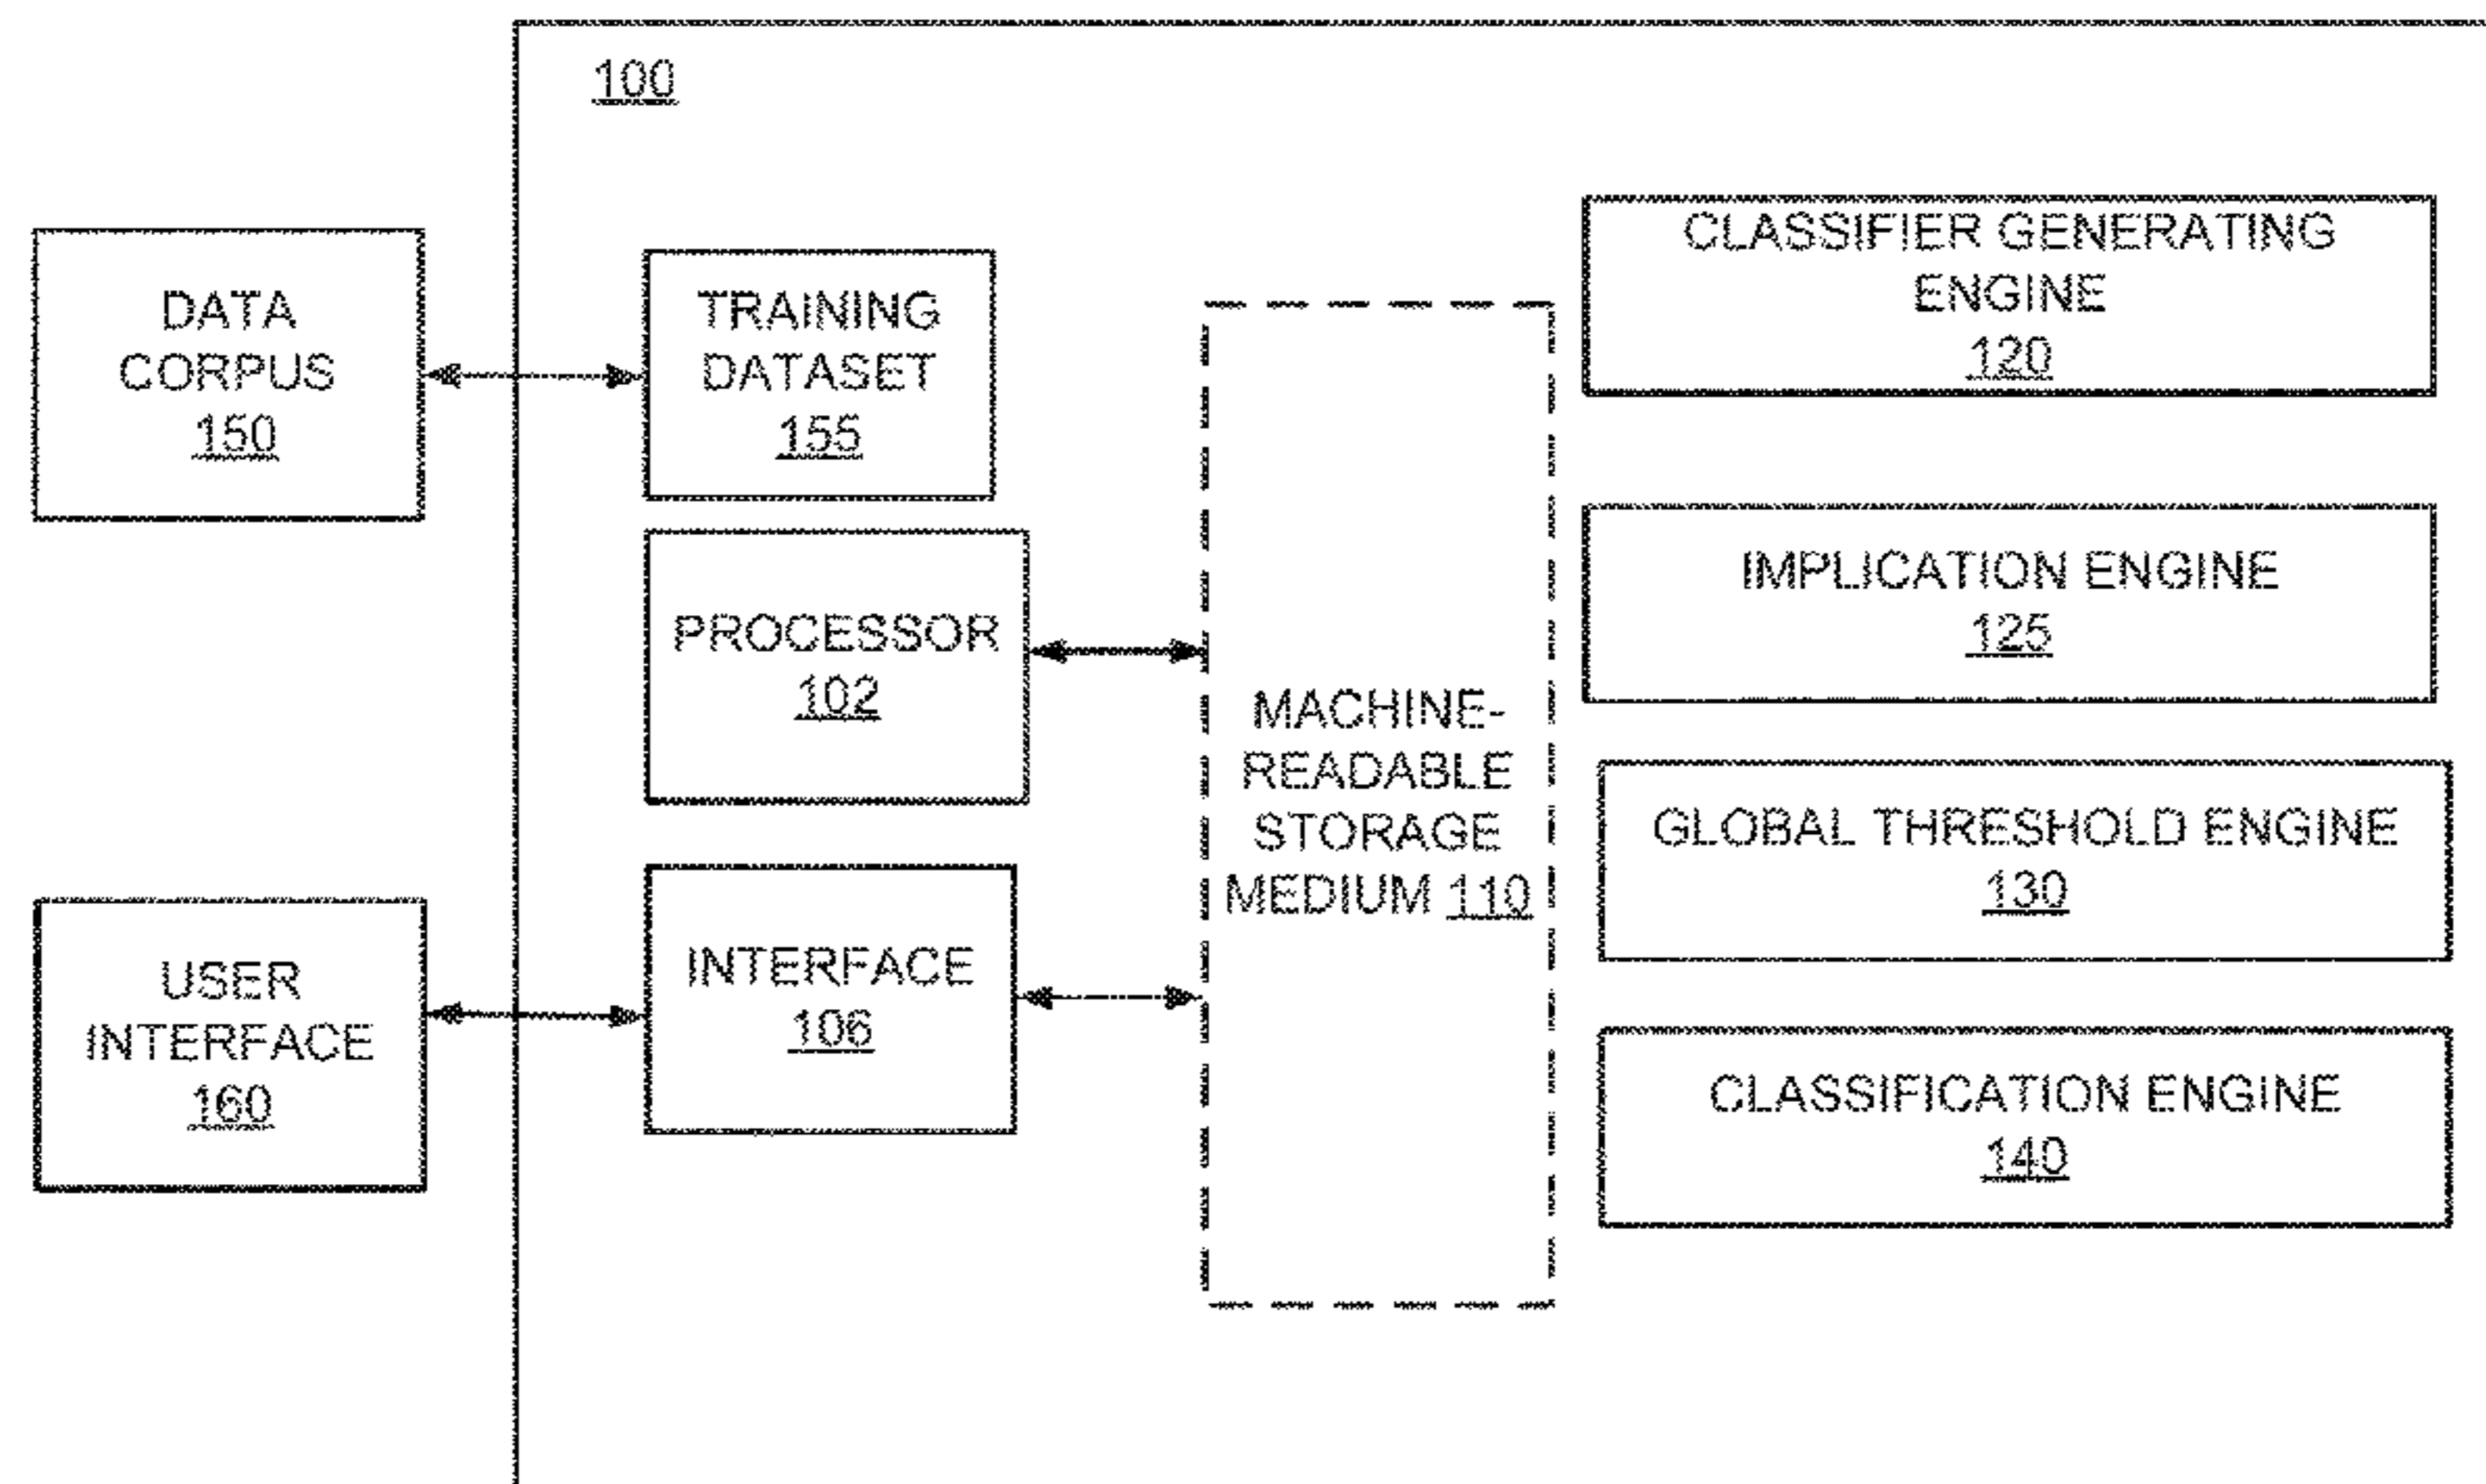 100
DATA
CORPUS
150
TRAINING
DATASET
155
PROCESSOR
102
INTERFACE
106
USER
INTERFACE
160
MACHINE-
READABLE
STORAGE
MEDIUM 110
CLASSIFIER GENERATING
ENGINE
120
IMPLICATION ENGINE
125
GLOBAL THRESHOLD ENGINE
130
CLASSIFICATION ENGINE
140